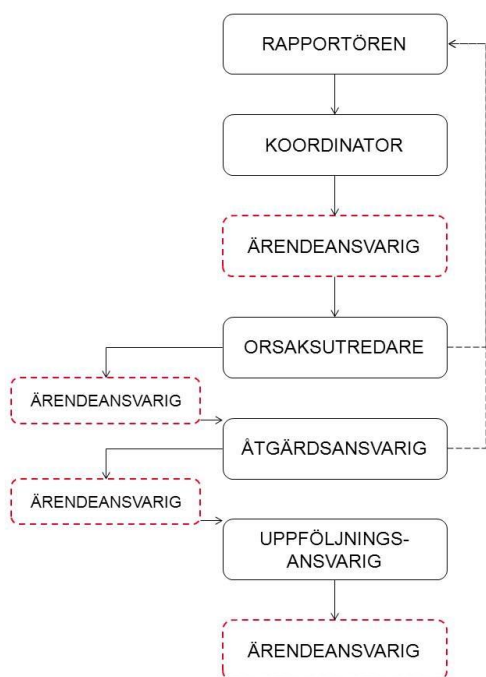 RAPPORTÖREN
KOORDINATOR
ÄRENDEANSVARIG
ORSAKSUTREDARE
ÄRENDEANSVARIG
ÅTGÄRDSANSVARIG
ÄRENDEANSVARIG
UPPFÖLJNINGS-
ANSVARIG
ÄRENDEANSVARIG